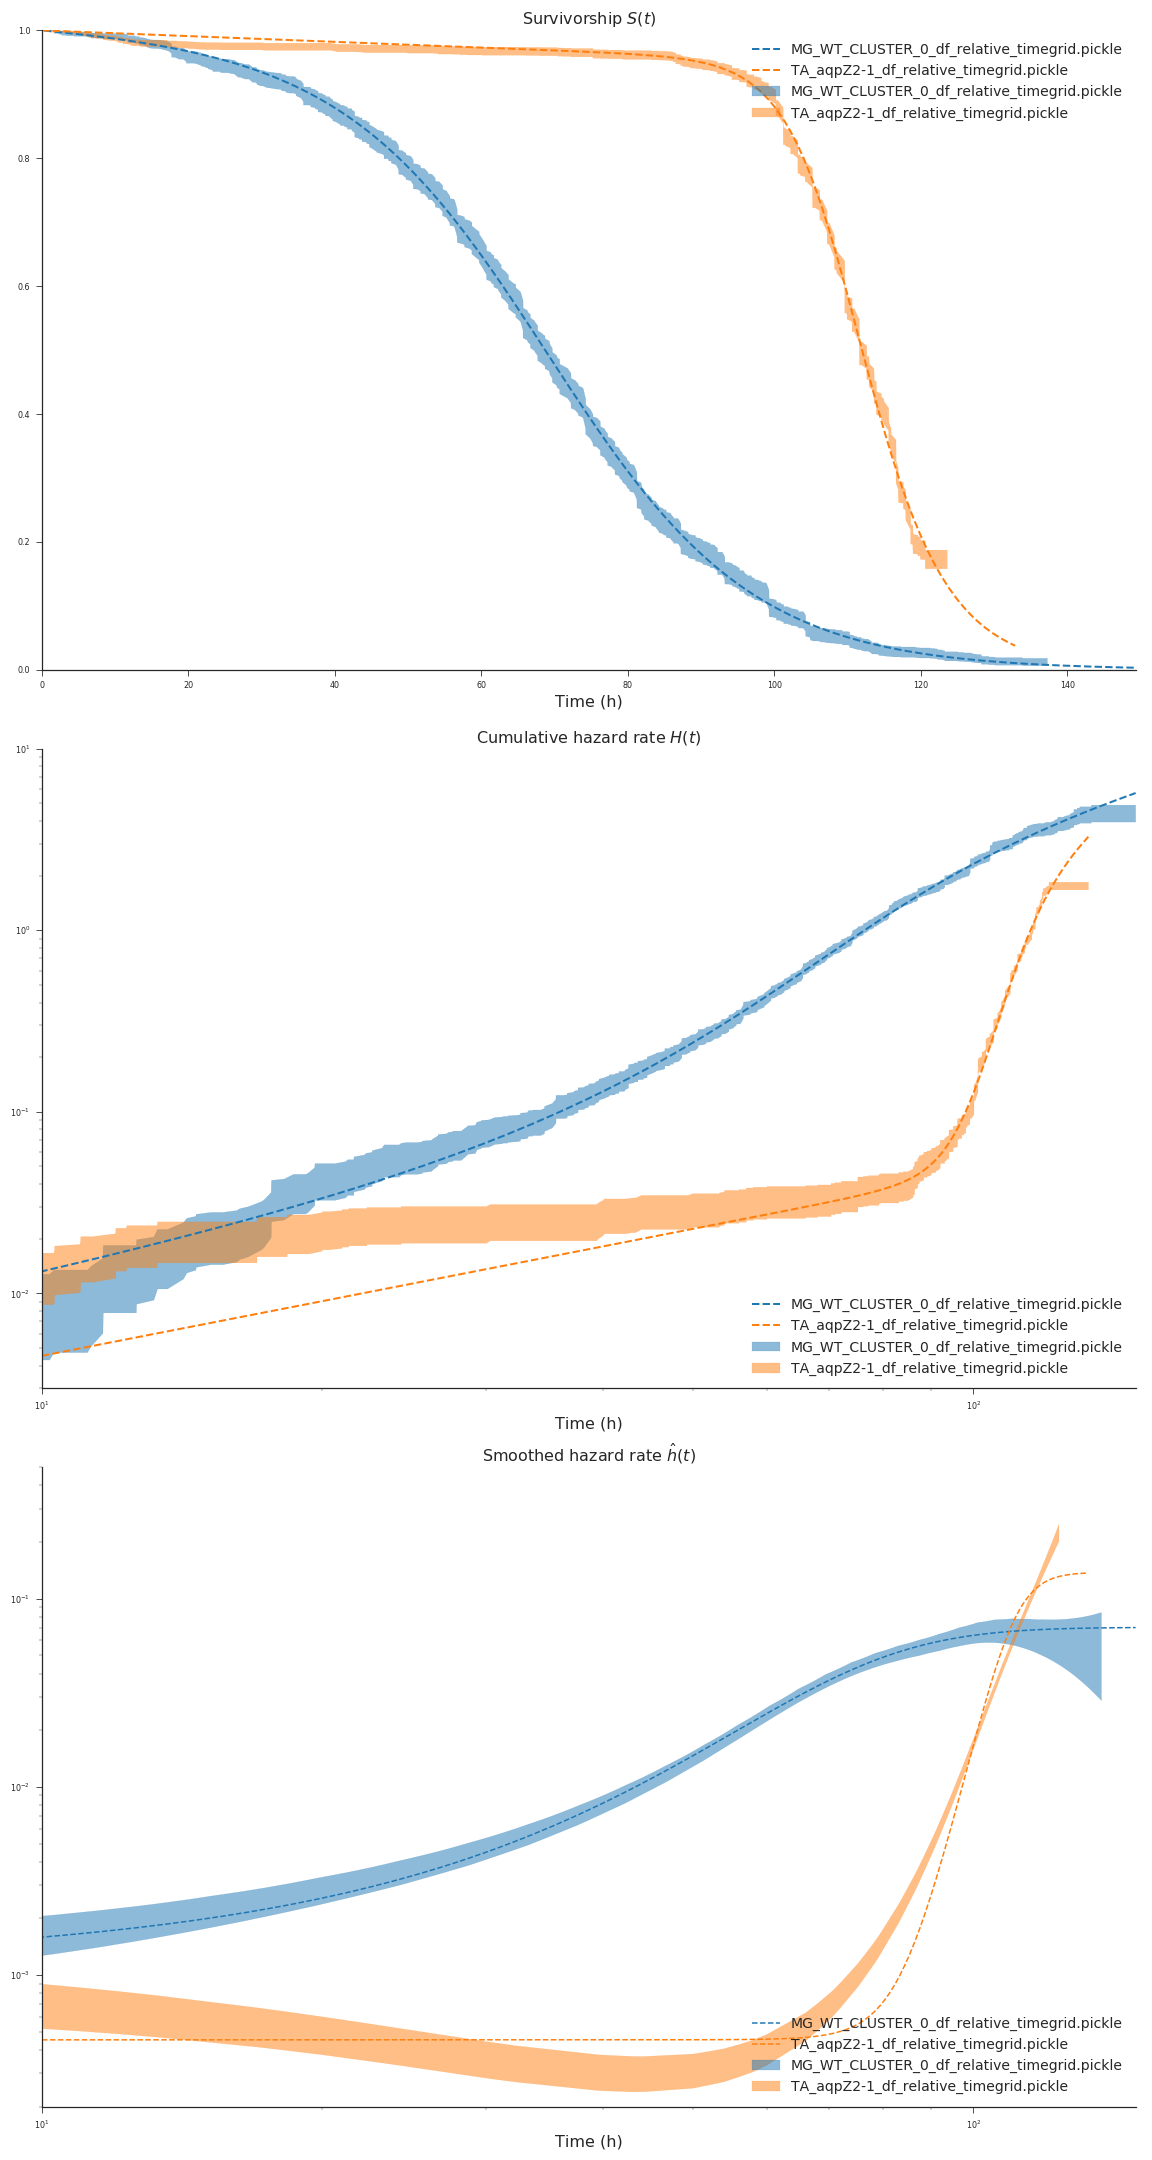 Survivorship S(t)
1.0
0.8
0.6
0.4
0.2
0.0
MG_WT_CLUSTER_0_df_relative_timegrid.pickle
TA_aqpZ2-1_df_relative_timegrid.pickle
MG_WT_CLUSTER_0_df_relative_timegrid.pickle
TA_aqpZ2-1_df_relative_timegrid.pickle
0 20 40 60 80 100 120 140
Time (h)
Cumulative hazard rate H(t)
10¹
10⁰
10⁻¹
10⁻²
MG_WT_CLUSTER_0_df_relative_timegrid.pickle
TA_aqpZ2-1_df_relative_timegrid.pickle
MG_WT_CLUSTER_0_df_relative_timegrid.pickle
TA_aqpZ2-1_df_relative_timegrid.pickle
10¹ 10²
Time (h)
Smoothed hazard rate ĥ(t)
10⁻¹
10⁻²
10⁻³
MG_WT_CLUSTER_0_df_relative_timegrid.pickle
TA_aqpZ2-1_df_relative_timegrid.pickle
MG_WT_CLUSTER_0_df_relative_timegrid.pickle
TA_aqpZ2-1_df_relative_timegrid.pickle
10¹ 10²
Time (h)